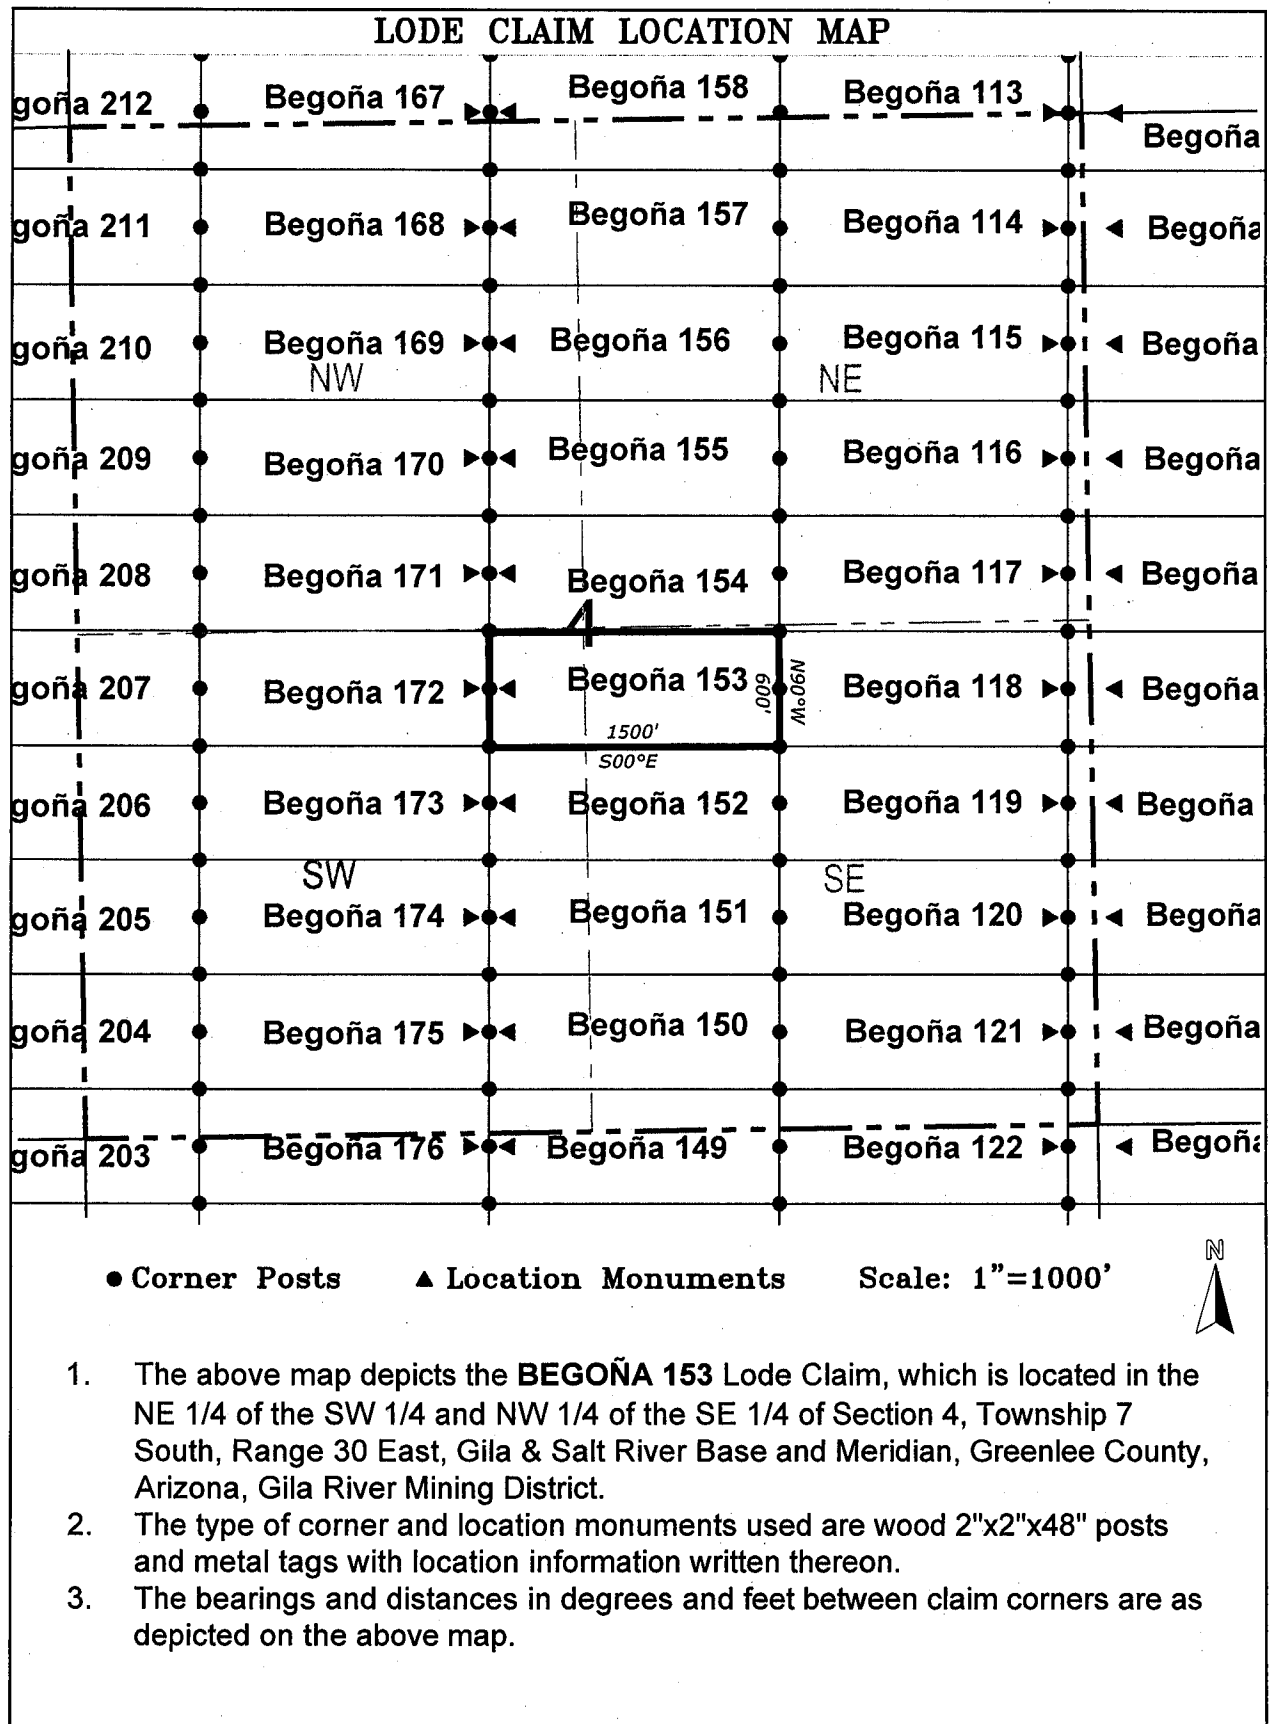 LODE CLAIM LOCATION MAP
goña 212 Begoña 167 Begoña 158 Begoña 113
Begoña
goña 211 Begoña 168 Begoña 157 Begoña 114 Begoña
goña 210 Begoña 169 Begoña 156 Begoña 115 Begoña
NW NE
goña 209 Begoña 170 Begoña 155 Begoña 116 Begoña
goña 208 Begoña 171 Begoña 154 Begoña 117 Begoña
4
goña 207 Begoña 172 Begoña 153 600' N90°W Begoña 118 Begoña
1500'
S00°E
goña 206 Begoña 173 Begoña 152 Begoña 119 Begoña
SW SE
goña 205 Begoña 174 Begoña 151 Begoña 120 Begoña
goña 204 Begoña 175 Begoña 150 Begoña 121 Begoña
goña 203 Begoña 176 Begoña 149 Begoña 122 Begoña
N
Corner Posts Location Monuments Scale: 1"=1000'
1. The above map depicts the BEGOÑA 153 Lode Claim, which is located in the
NE 1/4 of the SW 1/4 and NW 1/4 of the SE 1/4 of Section 4, Township 7
South, Range 30 East, Gila & Salt River Base and Meridian, Greenlee County,
Arizona, Gila River Mining District.
2. The type of corner and location monuments used are wood 2"x2"x48" posts
and metal tags with location information written thereon.
3. The bearings and distances in degrees and feet between claim corners are as
depicted on the above map.